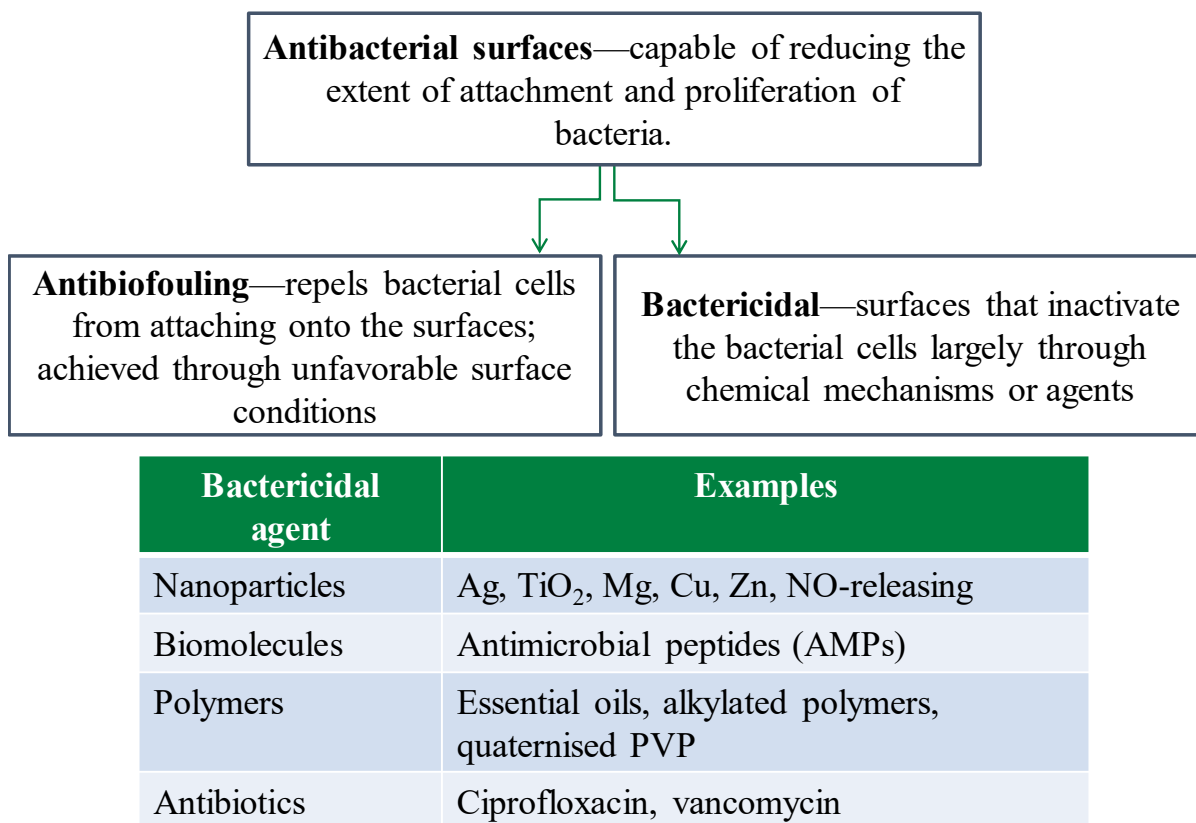 Antibacterial surfaces—capable of reducing the
extent of attachment and proliferation of
bacteria.
Antibiofouling—repels bacterial cells
from attaching onto the surfaces;
achieved through unfavorable surface
conditions
Bactericidal—surfaces that inactivate
the bacterial cells largely through
chemical mechanisms or agents
Bactericidal
agent
Examples
Nanoparticles
Ag, TiO₂, Mg, Cu, Zn, NO-releasing
Biomolecules
Antimicrobial peptides (AMPs)
Polymers
Essential oils, alkylated polymers,
quaternised PVP
Antibiotics
Ciprofloxacin, vancomycin